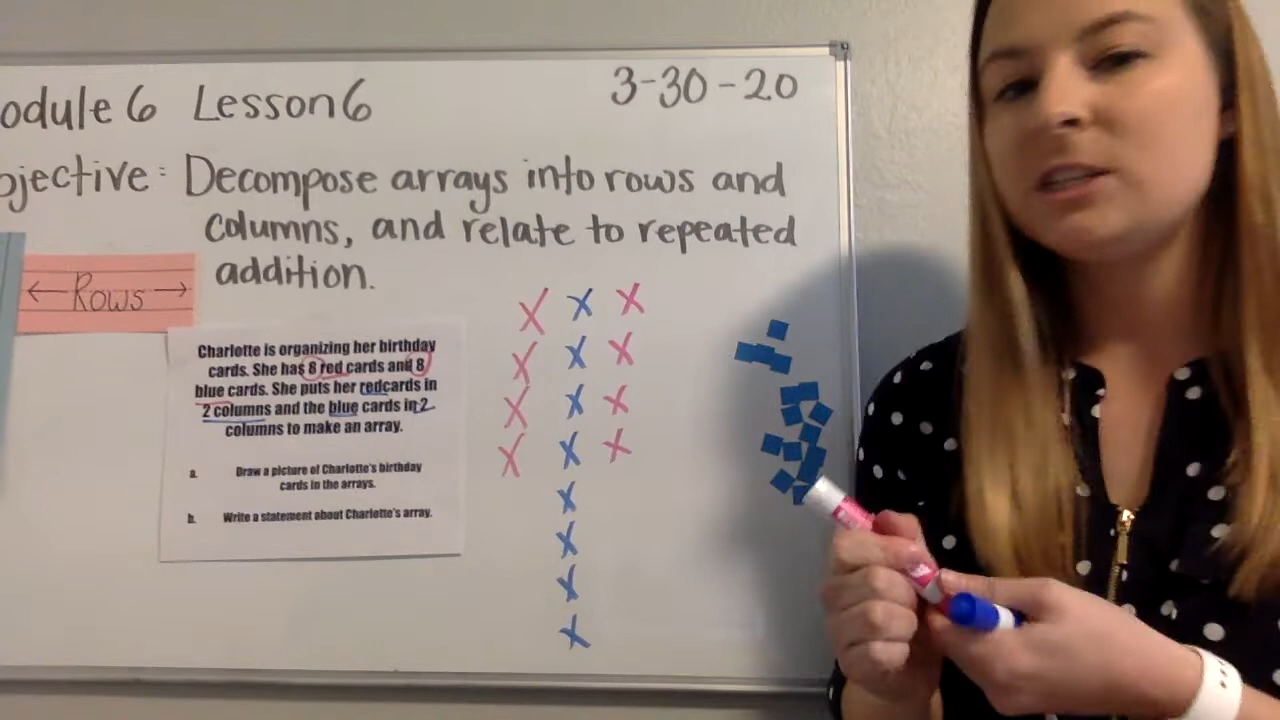 odule 6 Lesson 6
3-30-20
bjective: Decompose arrays into rows and
columns, and relate to repeated
addition.
← Rows →
Charlotte is organizing her birthday
cards. She has 8 red cards and 8
blue cards. She puts her redcards in
2 columns and the blue cards in 2
columns to make an array.
a. Draw a picture of Charlotte's birthday
cards in the arrays.
b. Write a statement about Charlotte's array.
X X X
X X X
X X X
X X X
X
X
X
X